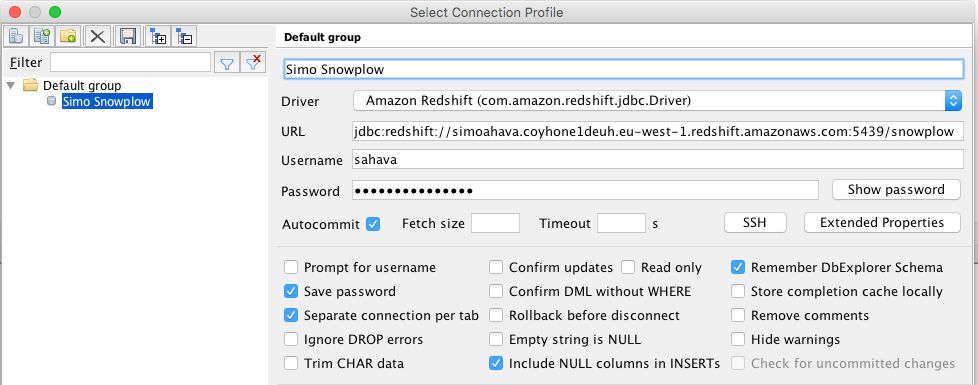 Select Connection Profile
Filter
Default group
Simo Snowplow
Default group
Simo Snowplow
Driver Amazon Redshift (com.amazon.redshift.jdbc.Driver)
URL jdbc:redshift://simoahava.coyhone1deuh.eu-west-1.redshift.amazonaws.com:5439/snowplow
Username sahava
Password ●●●●●●●●●●●●●●● Show password
Autocommit Fetch size Timeout s SSH Extended Properties
Prompt for username Confirm updates Read only Remember DbExplorer Schema
Save password Confirm DML without WHERE Store completion cache locally
Separate connection per tab Rollback before disconnect Remove comments
Ignore DROP errors Empty string is NULL Hide warnings
Trim CHAR data Include NULL columns in INSERTs Check for uncommitted changes